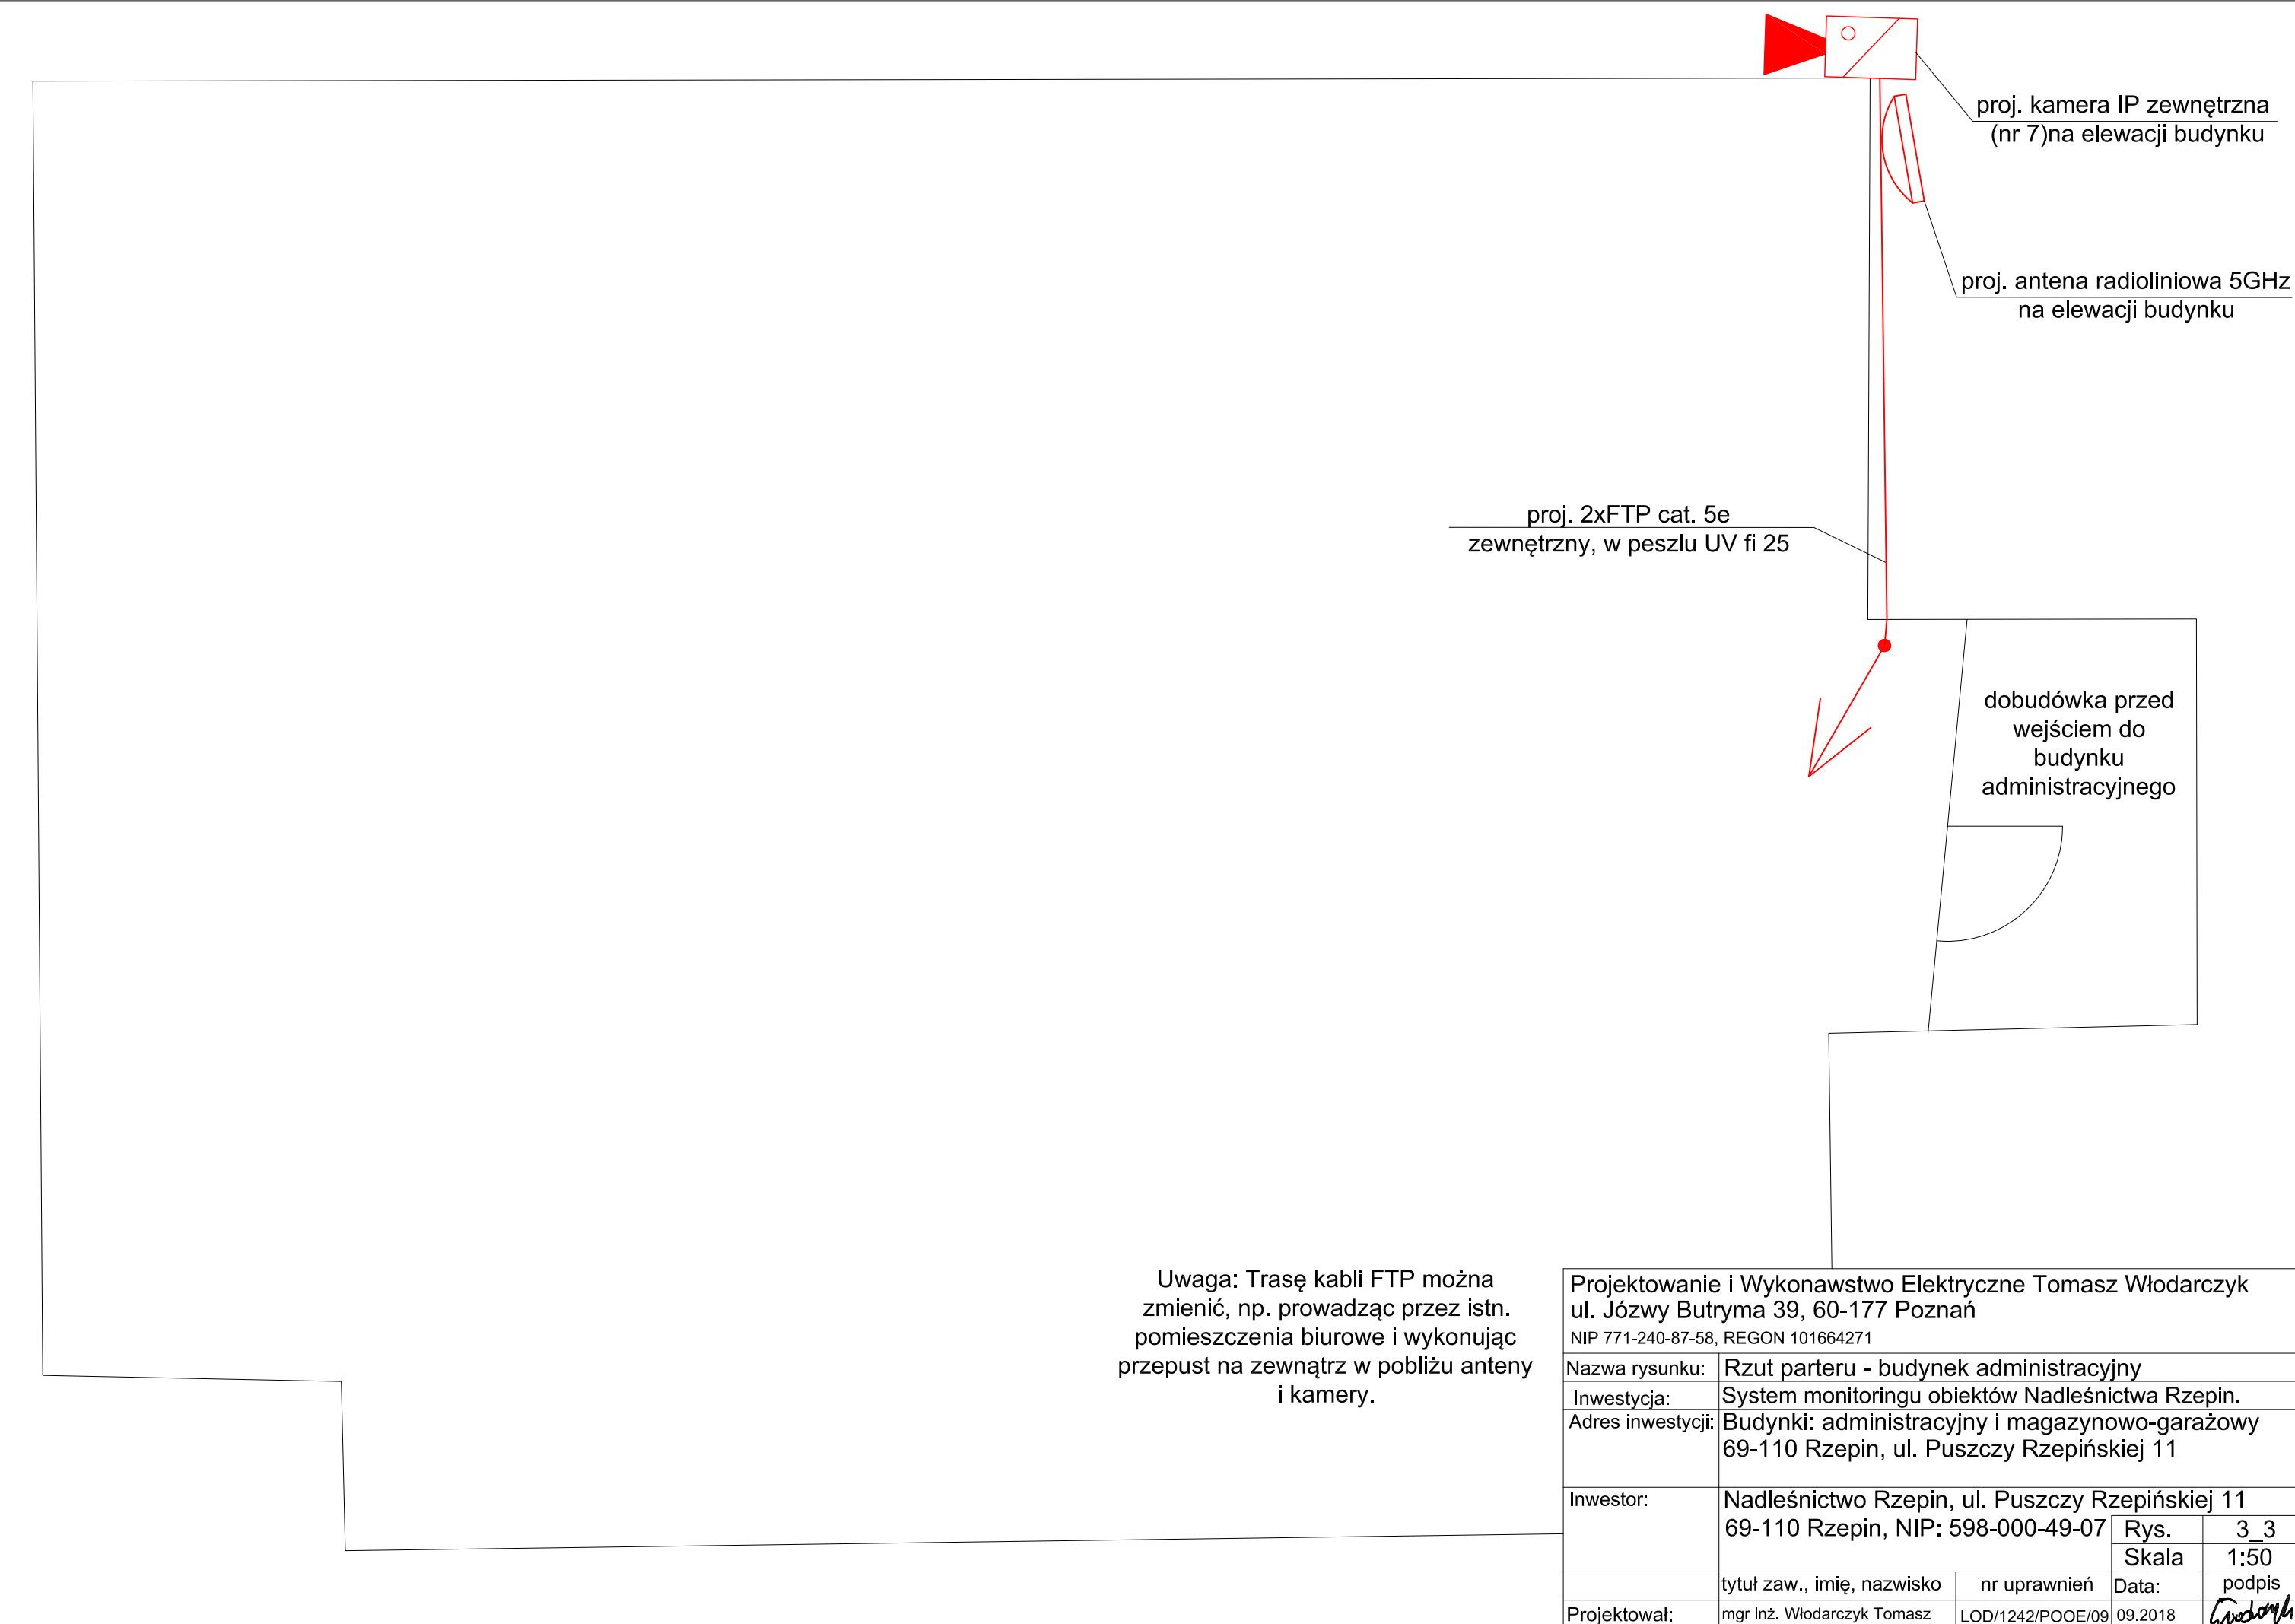 proj. kamera IP zewnętrzna
(nr 7)na elewacji budynku
proj. antena radioliniowa 5GHz
na elewacji budynku
proj. 2xFTP cat. 5e
zewnętrzny, w peszlu UV fi 25
dobudówka przed
wejściem do
budynku
administracyjnego
Uwaga: Trasę kabli FTP można
zmienić, np. prowadząc przez istn.
pomieszczenia biurowe i wykonując
przepust na zewnątrz w pobliżu anteny
i kamery.
Projektowanie i Wykonawstwo Elektryczne Tomasz Włodarczyk
ul. Józwy Butryma 39, 60-177 Poznań
NIP 771-240-87-58, REGON 101664271
Nazwa rysunku: Rzut parteru - budynek administracyjny
Inwestycja: System monitoringu obiektów Nadleśnictwa Rzepin.
Adres inwestycji: Budynki: administracyjny i magazynowo-garażowy
69-110 Rzepin, ul. Puszczy Rzepińskiej 11
Inwestor: Nadleśnictwo Rzepin, ul. Puszczy Rzepińskiej 11
69-110 Rzepin, NIP: 598-000-49-07 Rys. 3_3
Skala 1:50
tytuł zaw., imię, nazwisko nr uprawnień Data: podpis
Projektował: mgr inż. Włodarczyk Tomasz LOD/1242/POOE/09 09.2018